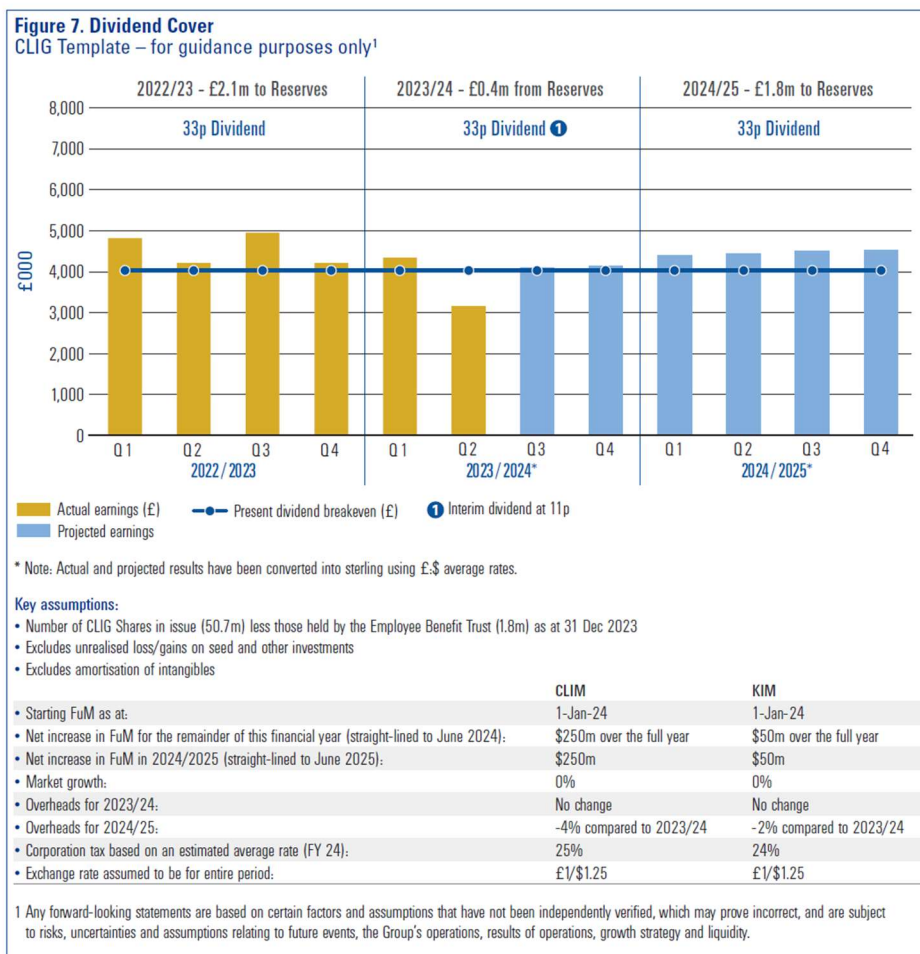 Figure 7. Dividend Cover
CLIG Template – for guidance purposes only1
2022/23 - £2.1m to Reserves 2023/24 - £0.4m from Reserves 2024/25 - £1.8m to Reserves
8,000
33p Dividend 33p Dividend 1 33p Dividend
7,000
6,000
5,000
4,000
3,000
2,000
1,000
0
£000
Q1 Q2 Q3 Q4 Q1 Q2 Q3 Q4 Q1 Q2 Q3 Q4
2022/2023 2023/2024* 2024/2025*
Actual earnings (£) Present dividend breakeven (£) 1 Interim dividend at 11p
Projected earnings
* Note: Actual and projected results have been converted into sterling using £:$ average rates.
Key assumptions:
• Number of CLIG Shares in issue (50.7m) less those held by the Employee Benefit Trust (1.8m) as at 31 Dec 2023
• Excludes unrealised loss/gains on seed and other investments
• Excludes amortisation of intangibles
CLIM KIM
• Starting FuM as at: 1-Jan-24 1-Jan-24
• Net increase in FuM for the remainder of this financial year (straight-lined to June 2024): $250m over the full year $50m over the full year
• Net increase in FuM in 2024/2025 (straight-lined to June 2025): $250m $50m
• Market growth: 0% 0%
• Overheads for 2023/24: No change No change
• Overheads for 2024/25: -4% compared to 2023/24 -2% compared to 2023/24
• Corporation tax based on an estimated average rate (FY 24): 25% 24%
• Exchange rate assumed to be for entire period: £1/$1.25 £1/$1.25
1 Any forward-looking statements are based on certain factors and assumptions that have not been independently verified, which may prove incorrect, and are subject
to risks, uncertainties and assumptions relating to future events, the Group's operations, results of operations, growth strategy and liquidity.